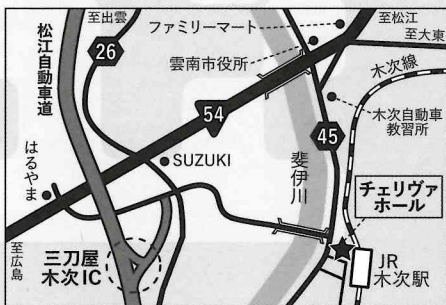 至出雲
ファミリーマート
至松江
至大東
松江自動車道
26
雲南市役所
木次線
54
木次自動車
教習所
45
はるやま
SUZUKI
斐伊川
チェリヴァ
ホール
至広島
三刀屋
木次IC
JR
木次駅